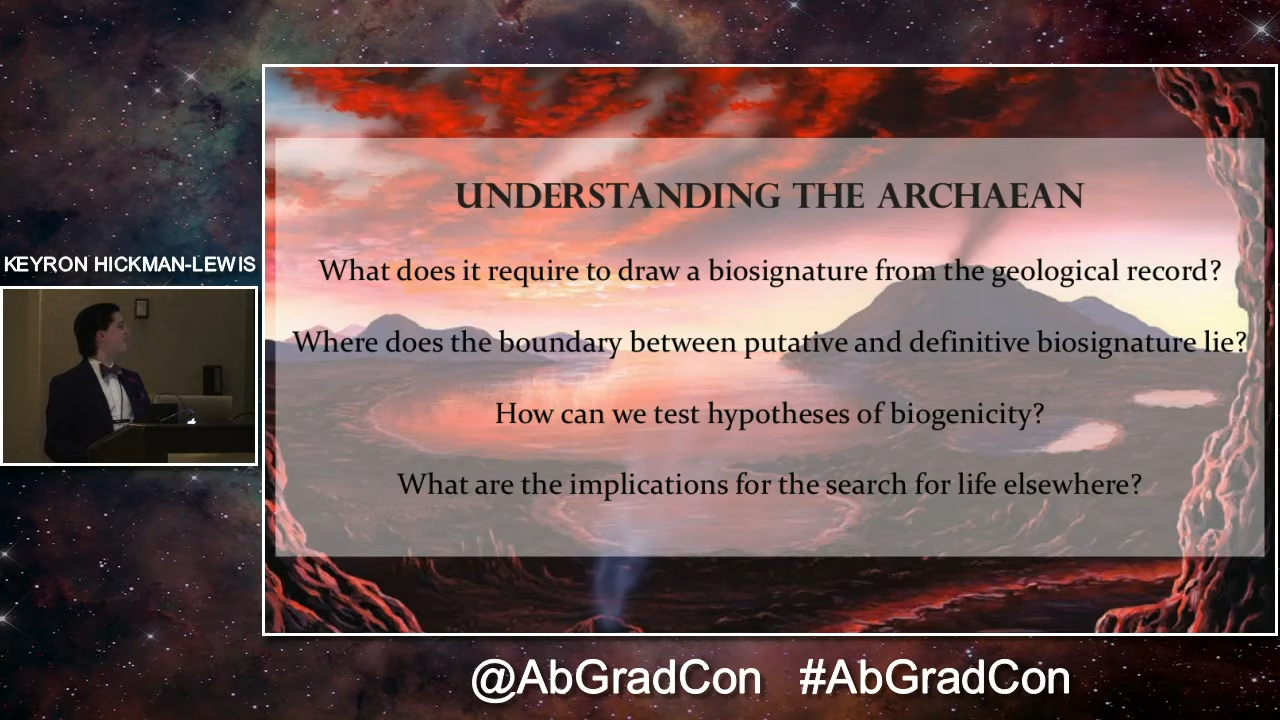 UNDERSTANDING THE ARCHAEAN
What does it require to draw a biosignature from the geological record?
KEYRON HICKMAN-LEWIS
Where does the boundary between putative and definitive biosignature lie?
How can we test hypotheses of biogenicity?
What are the implications for the search for life elsewhere?
@AbGradCon #AbGradCon